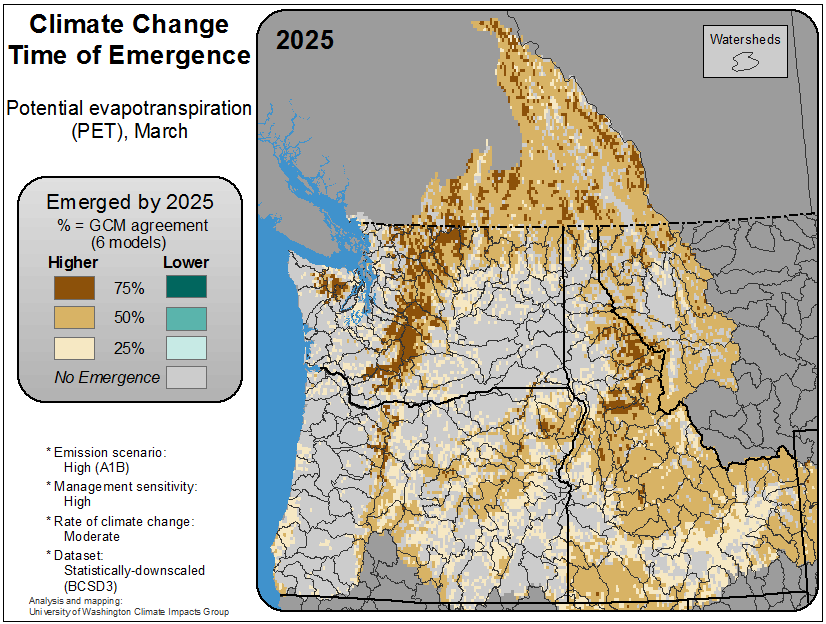 Climate Change
Time of Emergence
Potential evapotranspiration
(PET), March
Emerged by 2025
% = GCM agreement
(6 models)
Higher Lower
75%
50%
25%
No Emergence
* Emission scenario:
High (A1B)
* Management sensitivity:
High
* Rate of climate change:
Moderate
* Dataset:
Statistically-downscaled
(BCSD3)
Analysis and mapping:
University of Washington Climate Impacts Group
2025
Watersheds